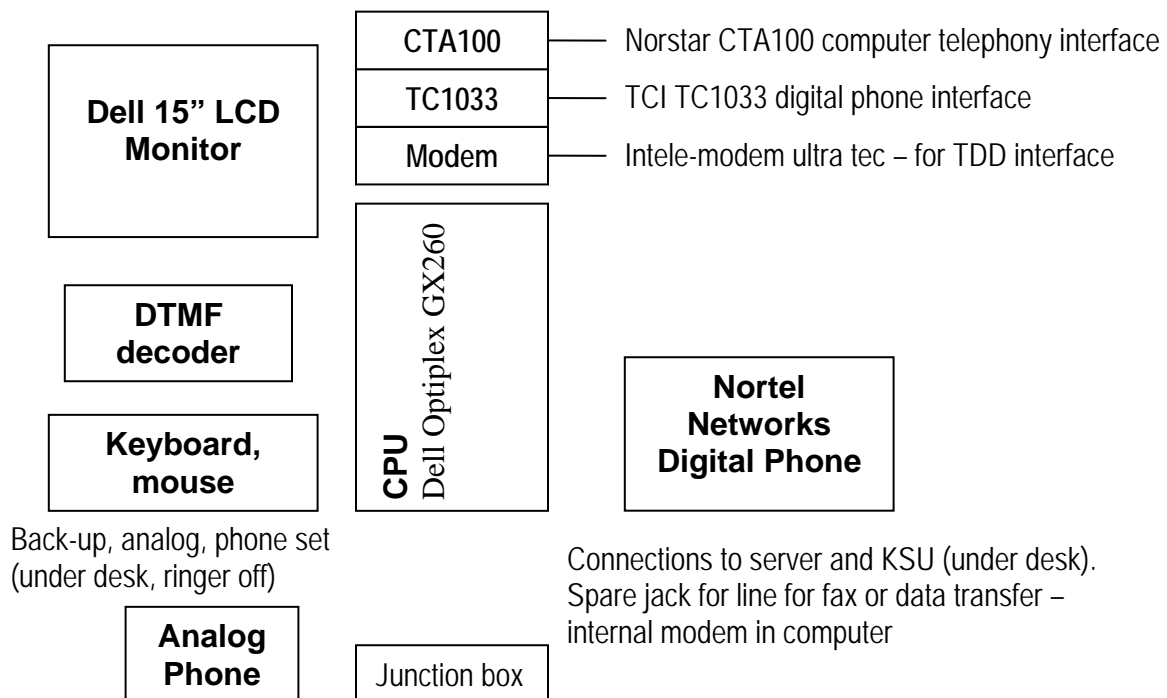 CTA100
Norstar CTA100 computer telephony interface
TC1033
TCI TC1033 digital phone interface
Modem
Intele-modem ultra tec – for TDD interface
Dell 15” LCD
Monitor
DTMF
decoder
Keyboard,
mouse
CPU
Dell Optiplex GX260
Nortel
Networks
Digital Phone
Back-up, analog, phone set
(under desk, ringer off)
Connections to server and KSU (under desk).
Spare jack for line for fax or data transfer –
internal modem in computer
Analog
Phone
Junction box